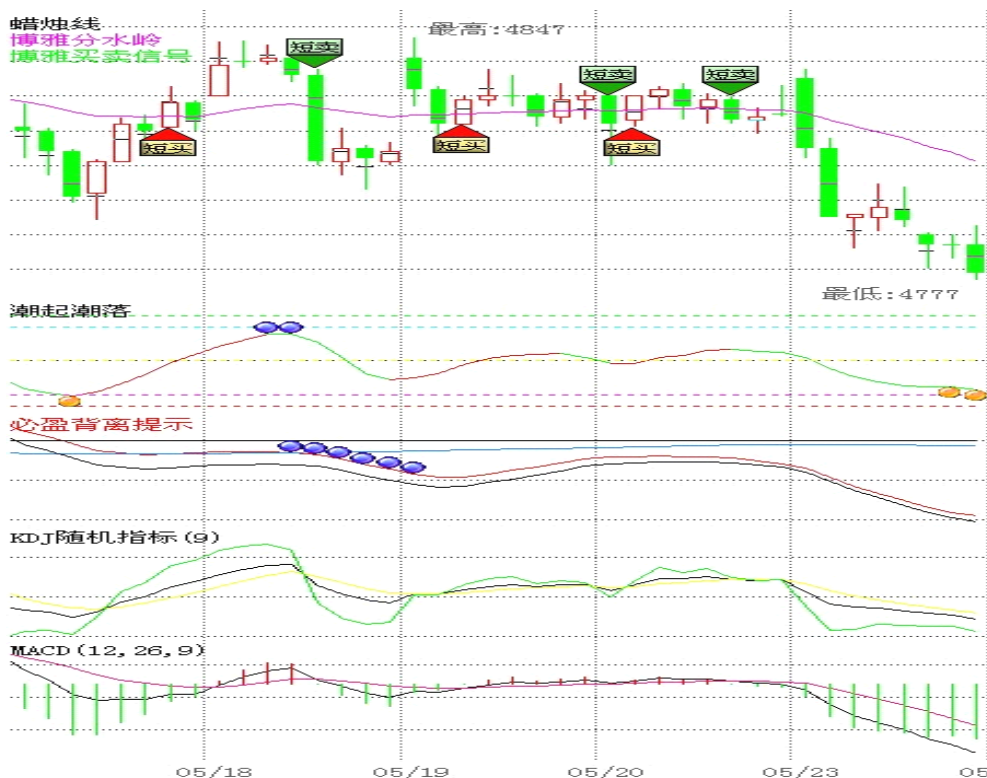 蜡烛线
最高:4847
博雅分水岭
博雅买卖信号
短卖
短卖
短卖
短买
短买
短买
最低:4777
潮起潮落
必盈背离提示
KDJ随机指标(9)
MACD(12,26,9)
05/18
05/19
05/20
05/23
05